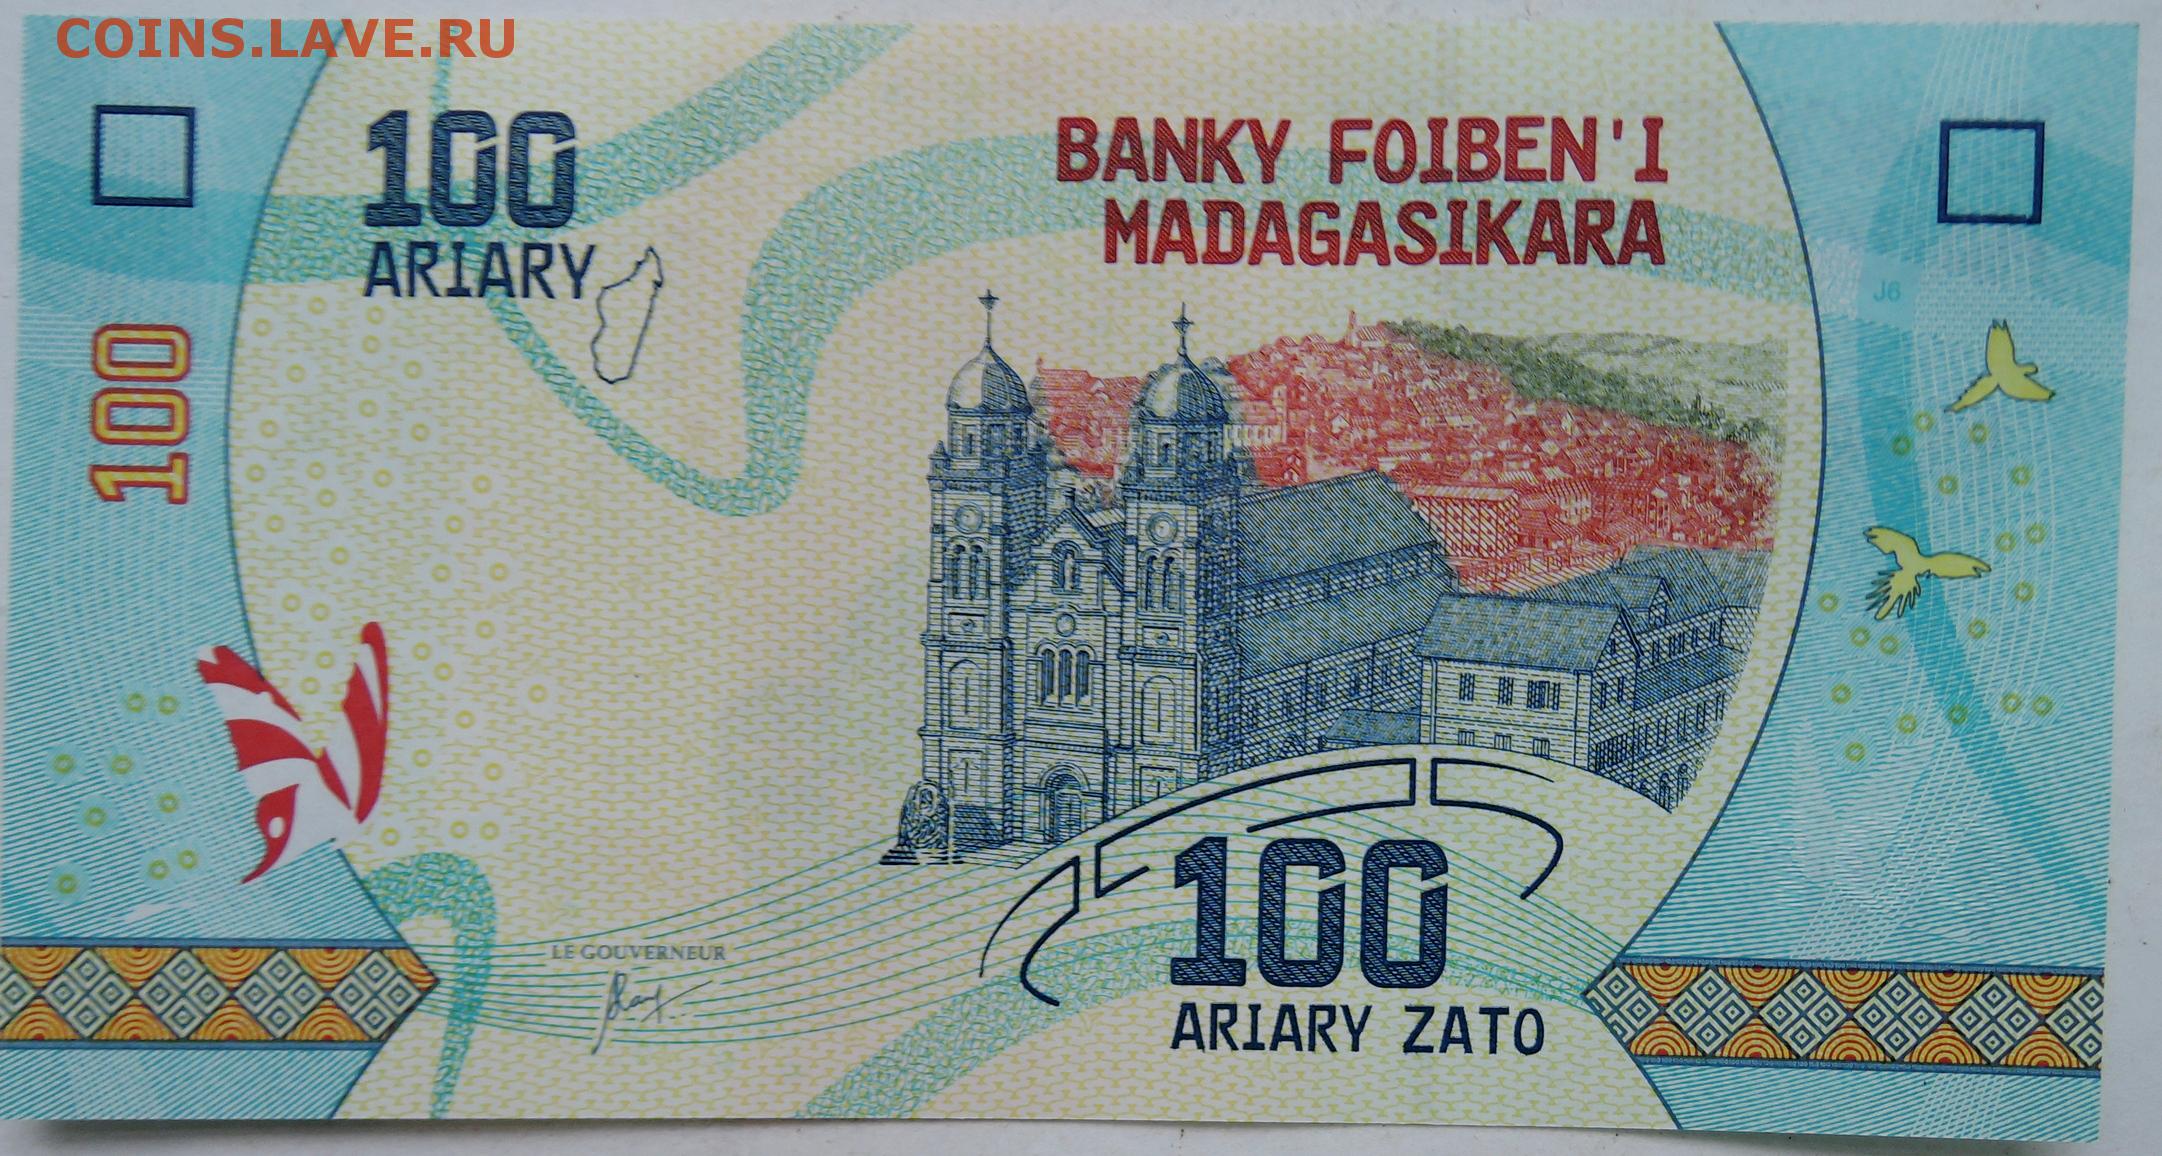 COINS.LAVE.RU
100
ARIARY
BANKY FOIBEN'I
MADAGASIKARA
J6
100
LE GOUVERNEUR
100
ARIARY ZATO